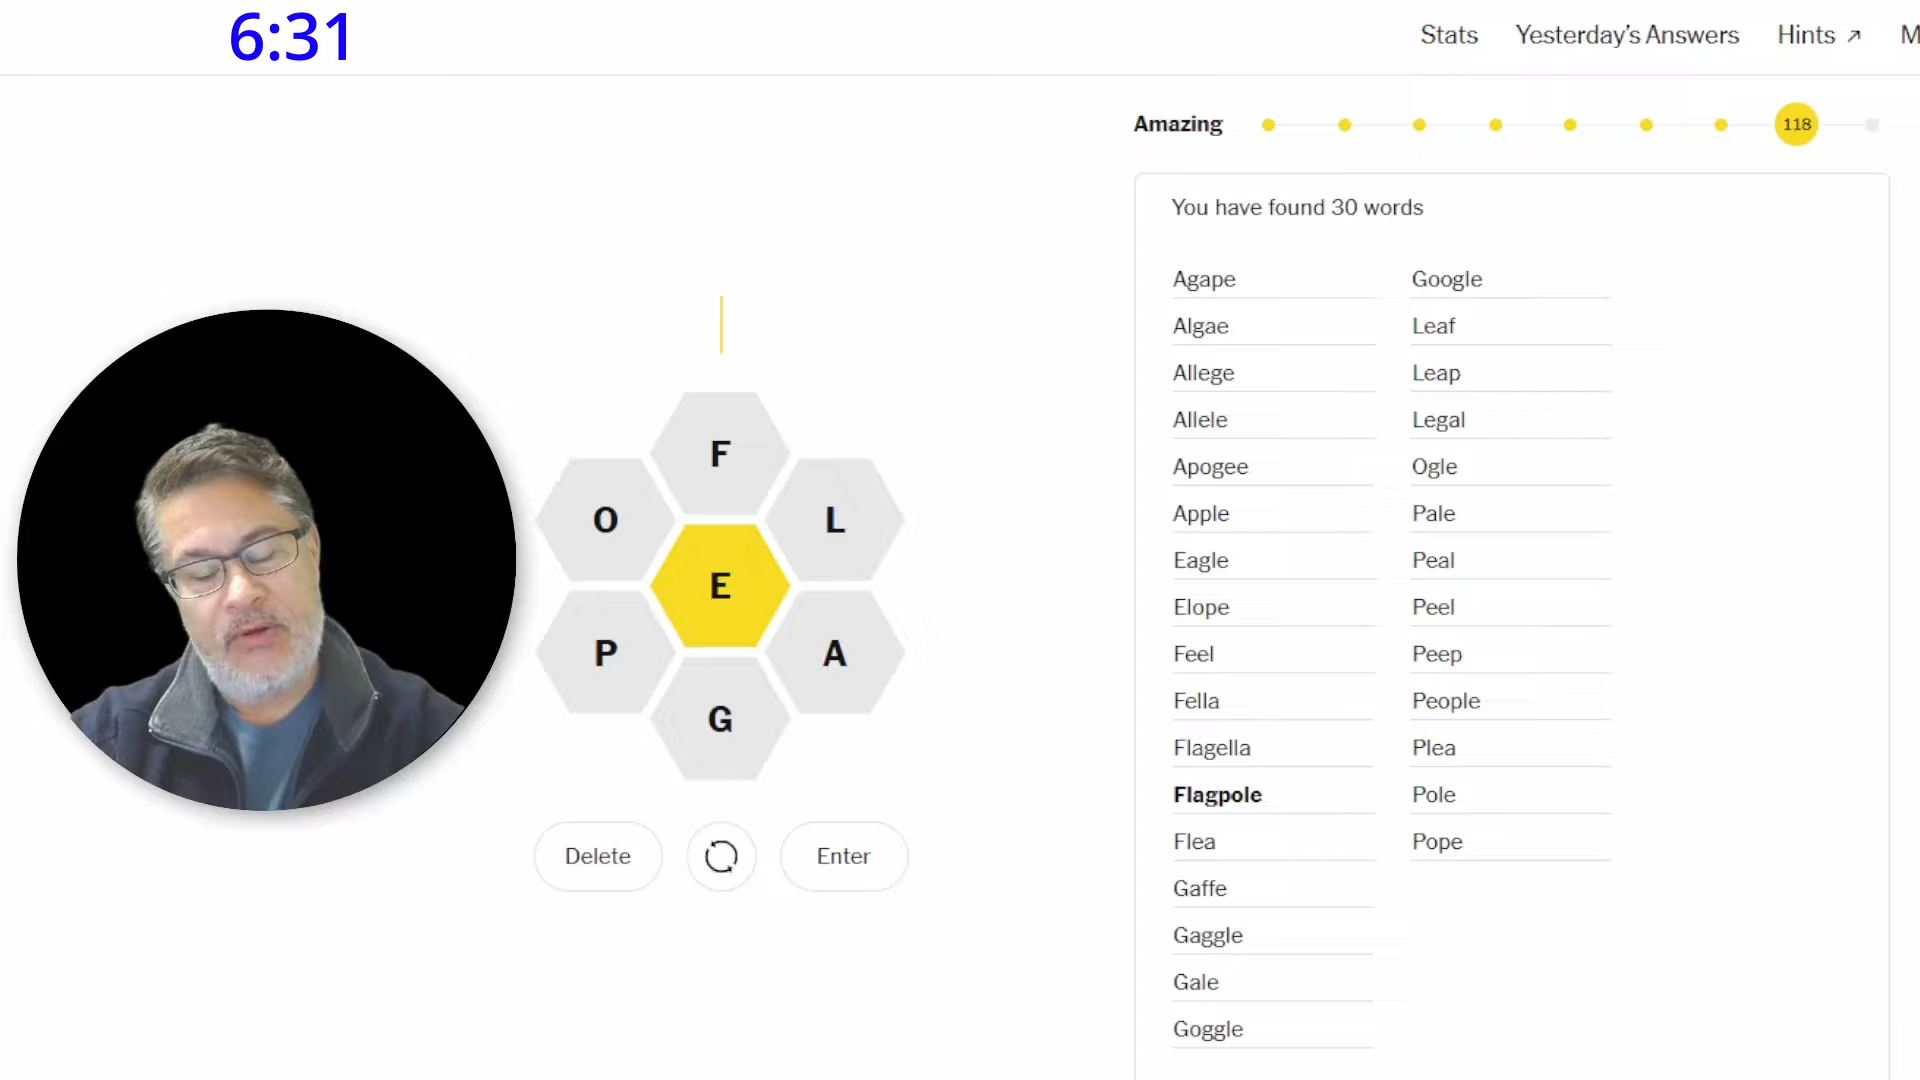 6:31
Stats Yesterday's Answers Hints ↗ M
Amazing 118
You have found 30 words
Agape Google
Algae Leaf
Allege Leap
Allele Legal
Apogee Ogle
Apple Pale
Eagle Peal
Elope Peel
Feel Peep
Fella People
Flagella Plea
Flagpole Pole
Flea Pope
Gaffe
Gaggle
Gale
Goggle
F
O L
E
P A
G
Delete Enter